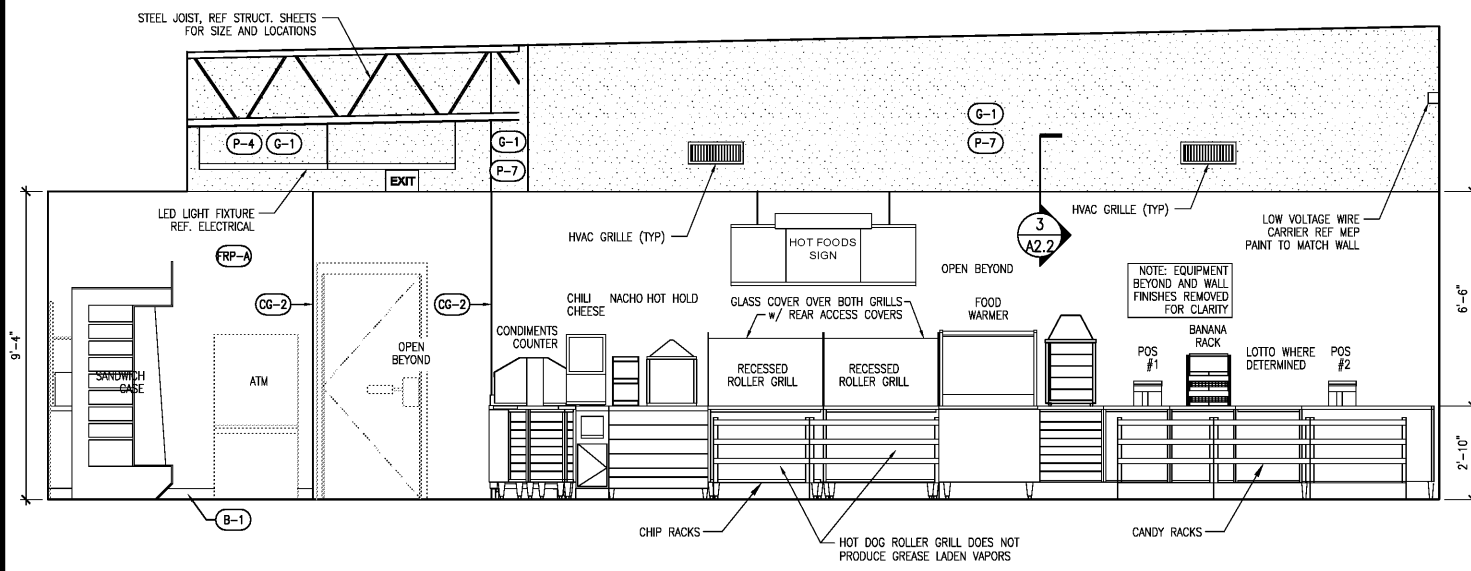 STEEL JOIST, REF STRUCT. SHEETS
FOR SIZE AND LOCATIONS
P-4
G-1
G-1
P-7
G-1
P-7
EXIT
LED LIGHT FIXTURE
REF. ELECTRICAL
FRP-A
HVAC GRILLE (TYP)
HOT FOODS
SIGN
3
A2.2
HVAC GRILLE (TYP)
LOW VOLTAGE WIRE
CARRIER REF MEP
PAINT TO MATCH WALL
OPEN BEYOND
NOTE: EQUIPMENT
BEYOND AND WALL
FINISHES REMOVED
FOR CLARITY
CG-2
CG-2
CHILI
CHEESE
NACHO HOT HOLD
GLASS COVER OVER BOTH GRILLS
w/ REAR ACCESS COVERS
FOOD
WARMER
CONDIMENTS
COUNTER
OPEN
BEYOND
BANANA
RACK
POS
#1
LOTTO WHERE
DETERMINED
POS
#2
SANDWICH
CASE
ATM
RECESSED
ROLLER GRILL
RECESSED
ROLLER GRILL
9'-4"
6'-6"
2'-10"
B-1
CHIP RACKS
HOT DOG ROLLER GRILL DOES NOT
PRODUCE GREASE LADEN VAPORS
CANDY RACKS